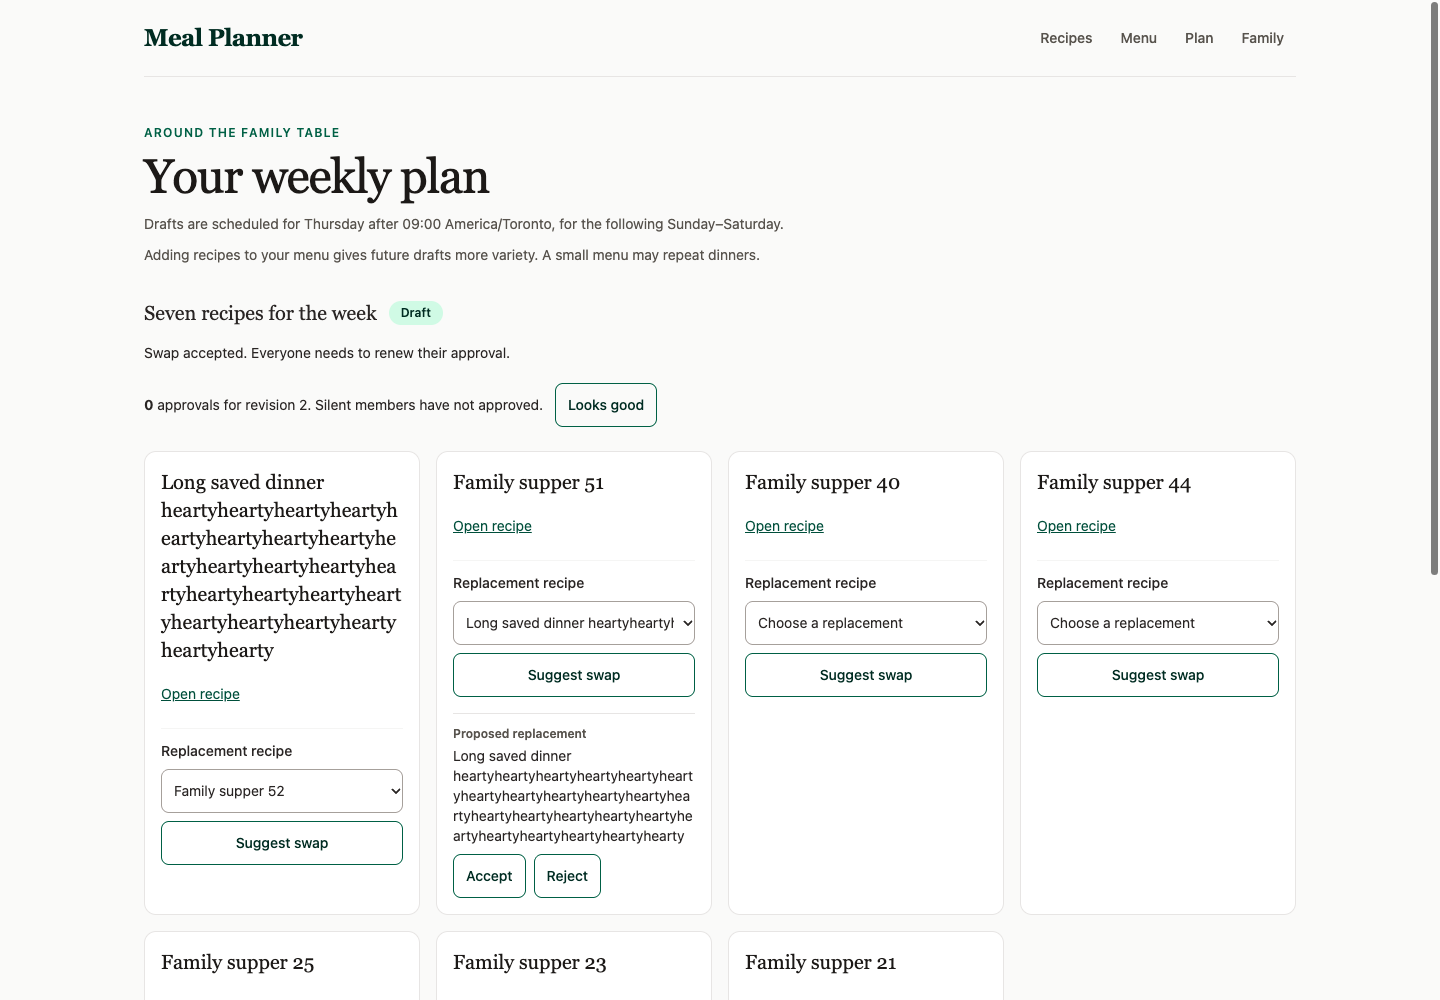 Meal Planner
Recipes Menu Plan Family
AROUND THE FAMILY TABLE
Your weekly plan
Drafts are scheduled for Thursday after 09:00 America/Toronto, for the following Sunday–Saturday.
Adding recipes to your menu gives future drafts more variety. A small menu may repeat dinners.
Seven recipes for the week Draft
Swap accepted. Everyone needs to renew their approval.
0 approvals for revision 2. Silent members have not approved. Looks good
Long saved dinner
heartyheartyheartyheartyh
eartyheartyheartyheartyhe
artyheartyheartyheartyhea
rtyheartyheartyheartyheart
yheartyheartyheartyhearty
heartyhearty
Open recipe
Replacement recipe
Family supper 52
Suggest swap
Family supper 51
Open recipe
Replacement recipe
Long saved dinner heartyheartyh
Suggest swap
Proposed replacement
Long saved dinner
heartyheartyheartyheartyheartyheart
yheartyheartyheartyheartyheartyhea
rtyheartyheartyheartyheartyheartyhe
artyheartyheartyheartyheartyhearty
Accept Reject
Family supper 40
Open recipe
Replacement recipe
Choose a replacement
Suggest swap
Family supper 44
Open recipe
Replacement recipe
Choose a replacement
Suggest swap
Family supper 25
Family supper 23
Family supper 21